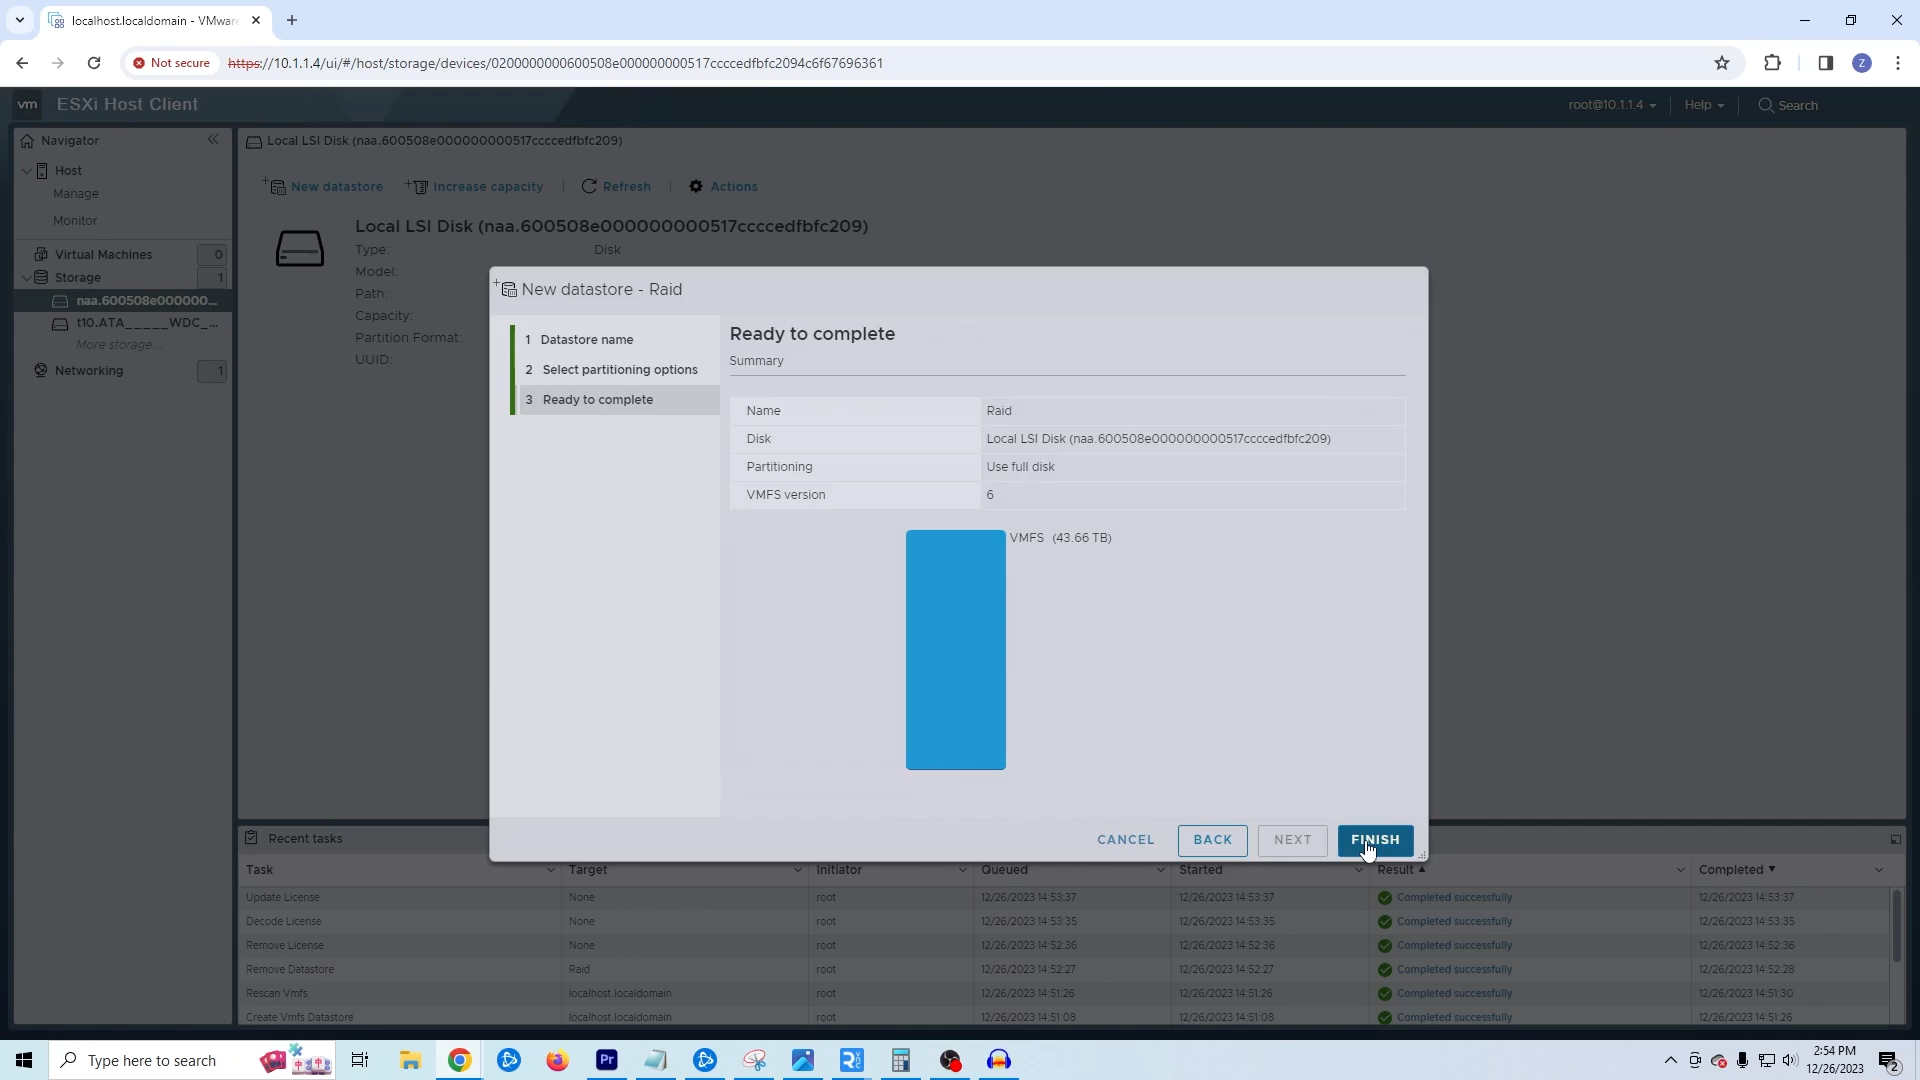 localhost.localdomain - VMware
Not secure
https://10.1.1.4/ui/#/host/storage/devices/0200000000600508e000000000517ccccedfbfc2094c6f67696361
Z
vm ESXi Host Client
root@10.1.1.4
Help
Search
Navigator
Host
Manage
Monitor
Virtual Machines 0
Storage 1
naa.600508e000000...
t10.ATA_____WDC_...
More storage...
Networking 1
Local LSI Disk (naa.600508e000000000517ccccedfbfc209)
New datastore
Increase capacity
Refresh
Actions
Local LSI Disk (naa.600508e000000000517ccccedfbfc209)
Type: Disk
Model:
Path:
Capacity:
Partition Format:
UUID:
New datastore - Raid
1 Datastore name
2 Select partitioning options
3 Ready to complete
Ready to complete
Summary
Name Raid
Disk Local LSI Disk (naa.600508e000000000517ccccedfbfc209)
Partitioning Use full disk
VMFS version 6
VMFS (43.66 TB)
CANCEL
BACK
NEXT
FINISH
Recent tasks
Task Target Initiator Queued Started Result Completed
Update License None root 12/26/2023 14:53:37 12/26/2023 14:53:37 Completed successfully 12/26/2023 14:53:37
Decode License None root 12/26/2023 14:53:35 12/26/2023 14:53:35 Completed successfully 12/26/2023 14:53:35
Remove License None root 12/26/2023 14:52:36 12/26/2023 14:52:36 Completed successfully 12/26/2023 14:52:36
Remove Datastore Raid root 12/26/2023 14:52:27 12/26/2023 14:52:27 Completed successfully 12/26/2023 14:52:28
Rescan Vmfs localhost.localdomain root 12/26/2023 14:51:26 12/26/2023 14:51:26 Completed successfully 12/26/2023 14:51:30
Create Vmfs Datastore localhost.localdomain root 12/26/2023 14:51:08 12/26/2023 14:51:08 Completed successfully 12/26/2023 14:51:26
Type here to search
Pr
2:54 PM
12/26/2023
2